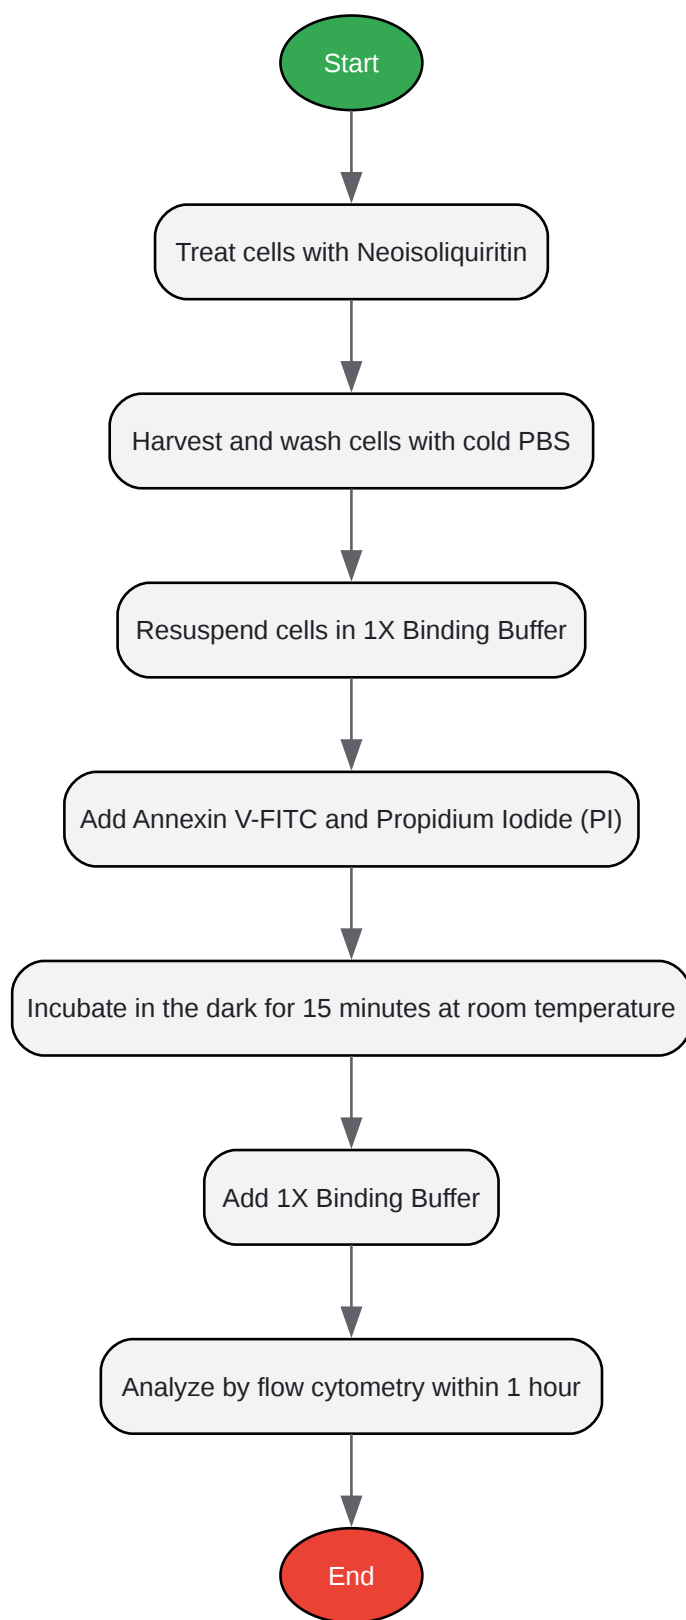 Start
Treat cells with Neoisoliquiritin
Harvest and wash cells with cold PBS
Resuspend cells in 1X Binding Buffer
Add Annexin V-FITC and Propidium Iodide (PI)
Incubate in the dark for 15 minutes at room temperature
Add 1X Binding Buffer
Analyze by flow cytometry within 1 hour
End